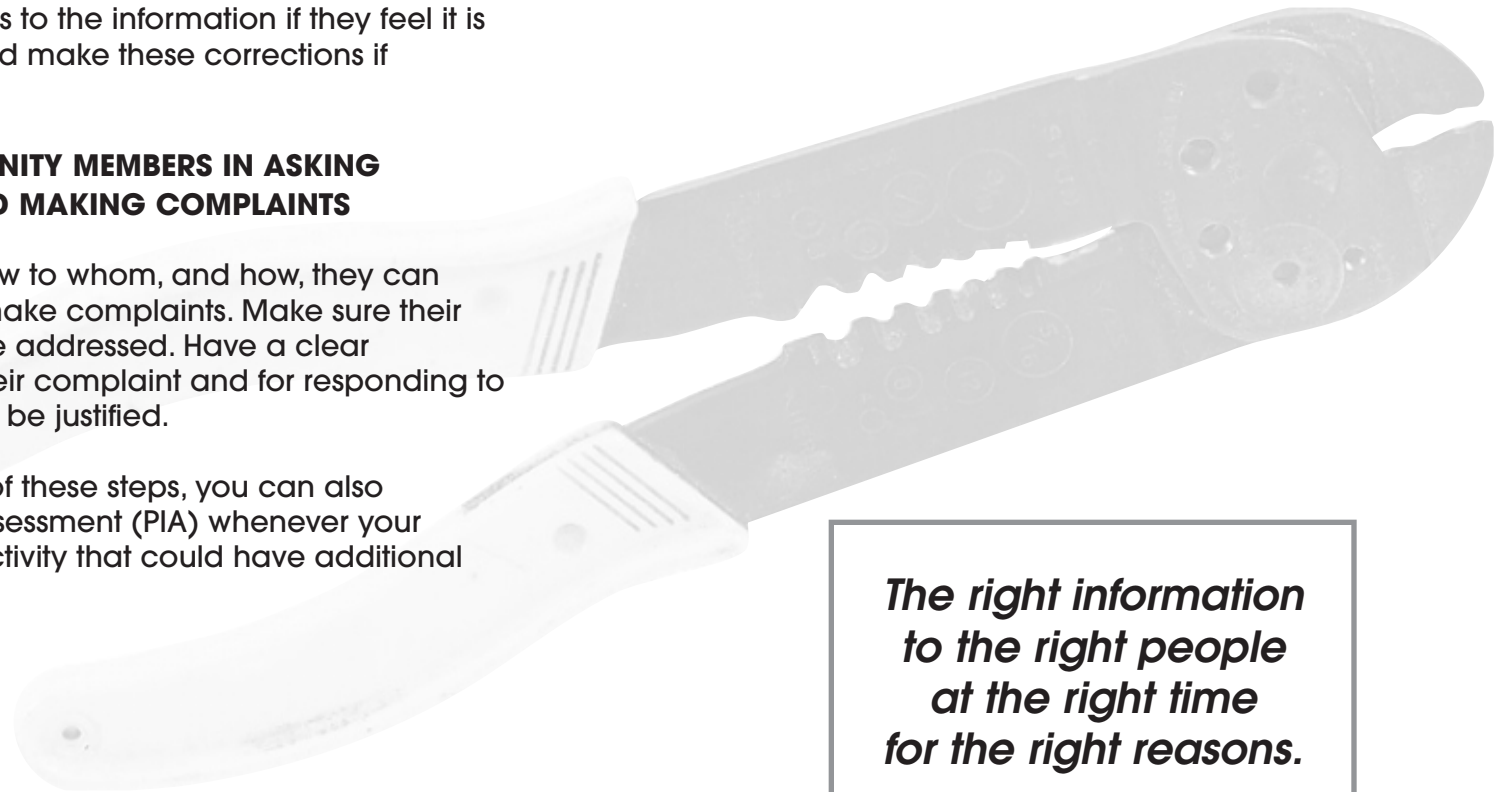 s to the information if they feel it is
d make these corrections if
NITY MEMBERS IN ASKING
D MAKING COMPLAINTS
w to whom, and how, they can
nake complaints. Make sure their
e addressed. Have a clear
eir complaint and for responding to
be justified.
of these steps, you can also
sessment (PIA) whenever your
ctivity that could have additional
The right information
to the right people
at the right time
for the right reasons.